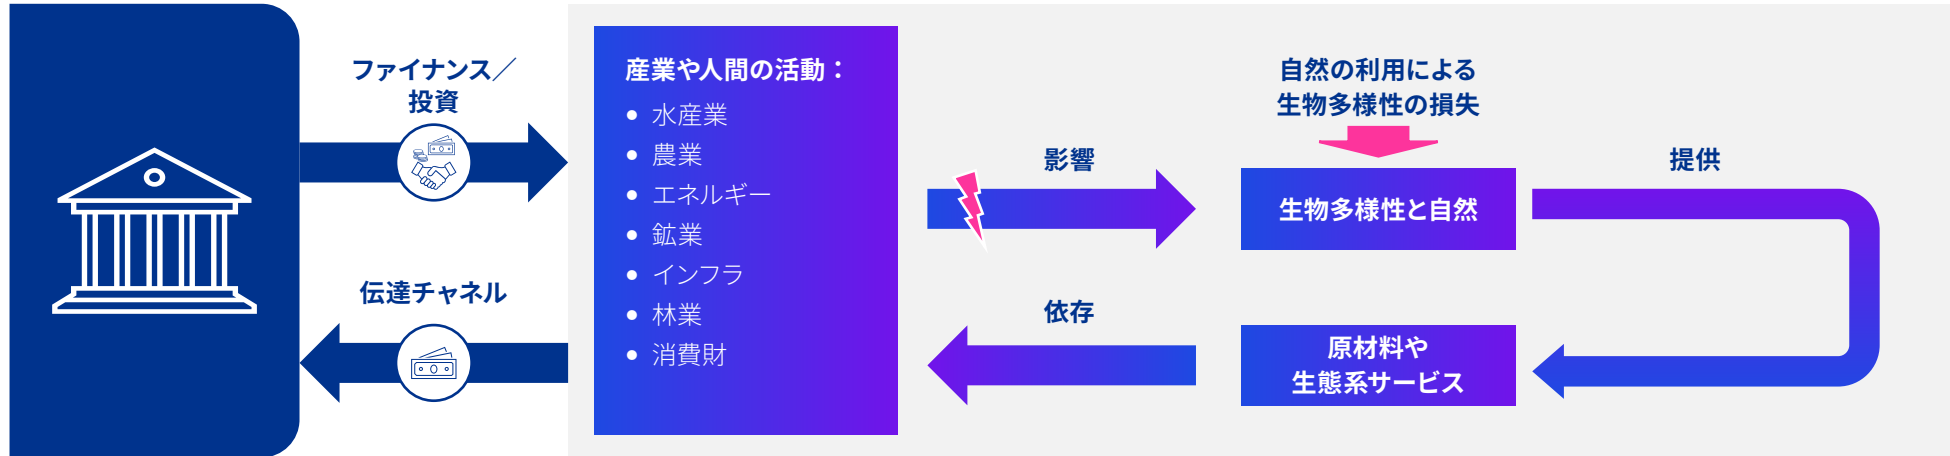 ファイナンス／
投資
伝達チャネル
産業や人間の活動：
• 水産業
• 農業
• エネルギー
• 鉱業
• インフラ
• 林業
• 消費財
影響
依存
自然の利用による
生物多様性の損失
生物多様性と自然
原材料や
生態系サービス
提供